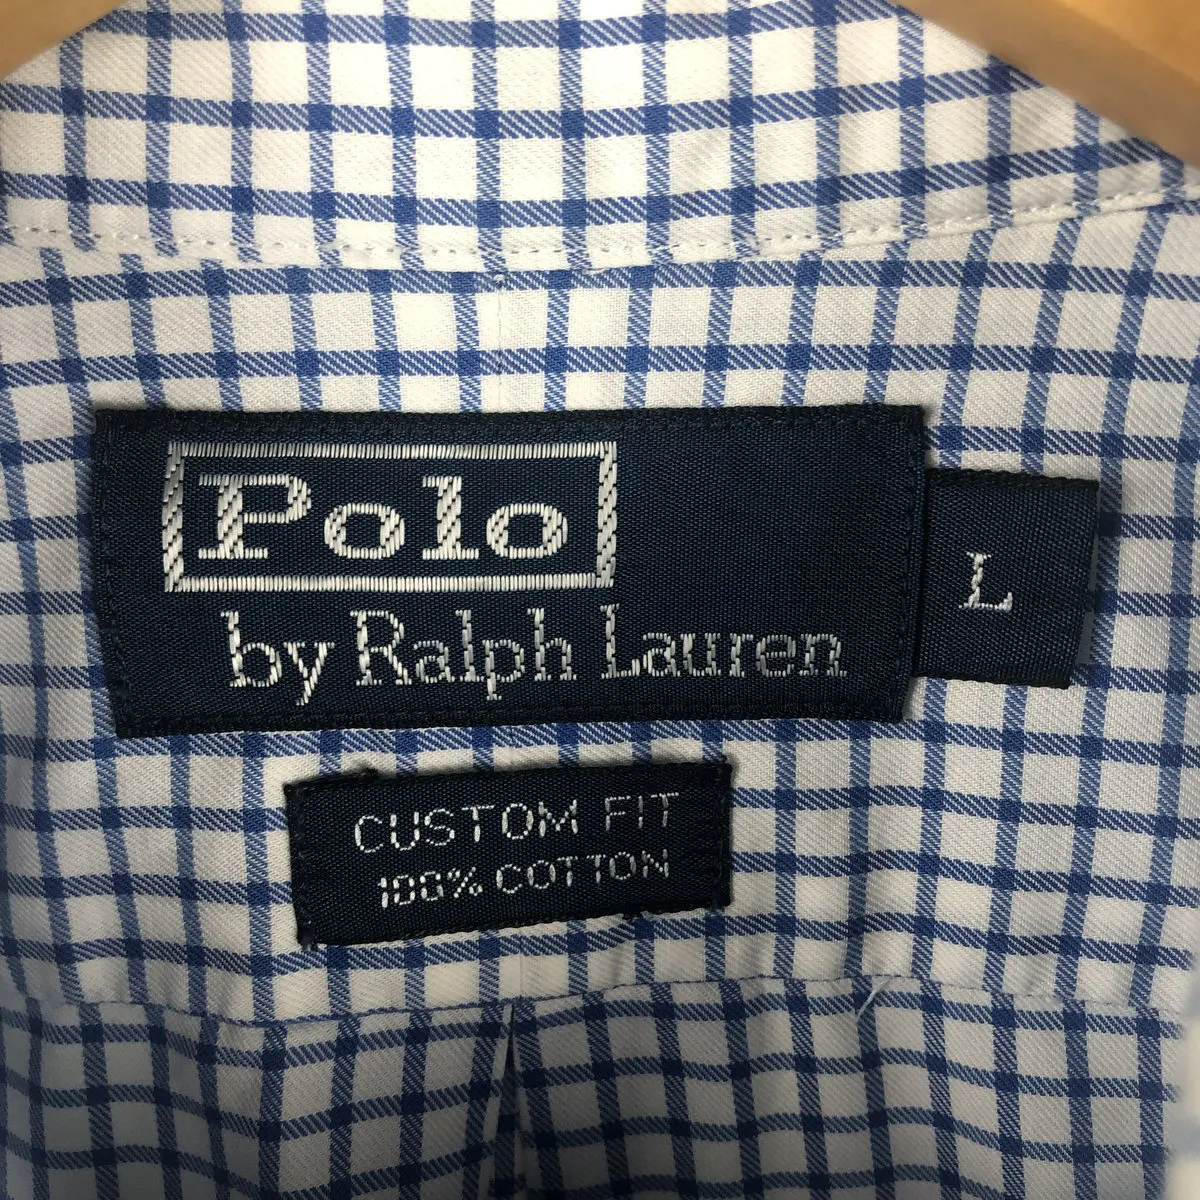 Polo
by Ralph Lauren
L
CUSTOM FIT
100% COTTON